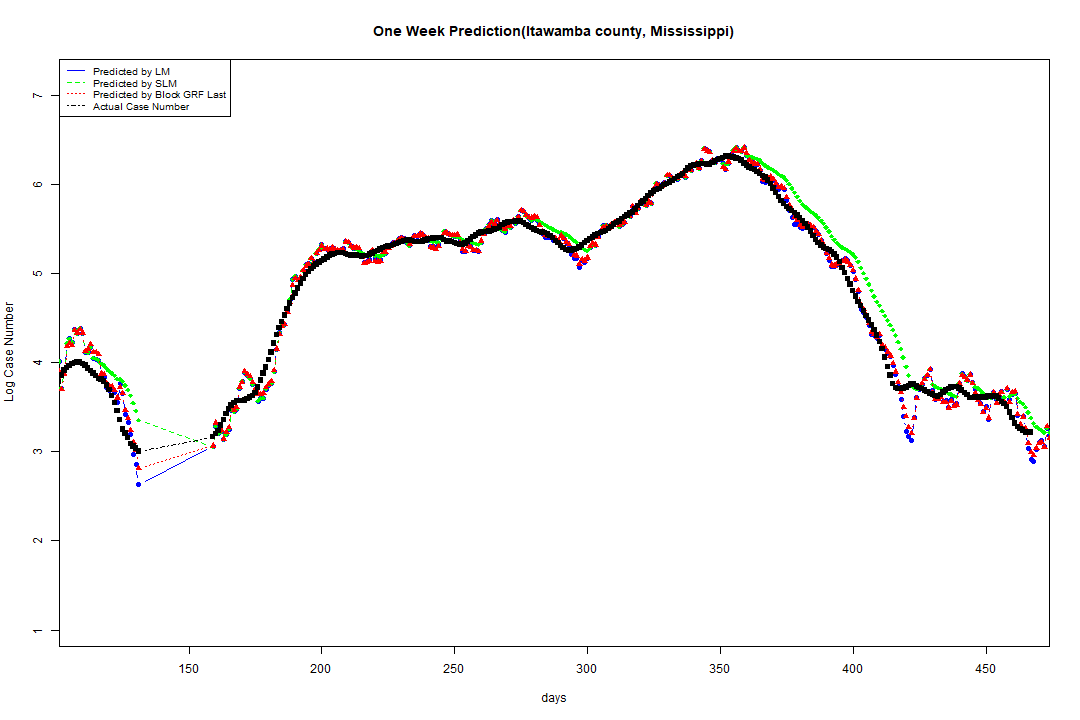 One Week Prediction(Itawamba county, Mississippi)
Predicted by LM
Predicted by SLM
Predicted by Block GRF Last
Actual Case Number
Log Case Number
7
6
5
4
3
2
1
150 200 250 300 350 400 450
days